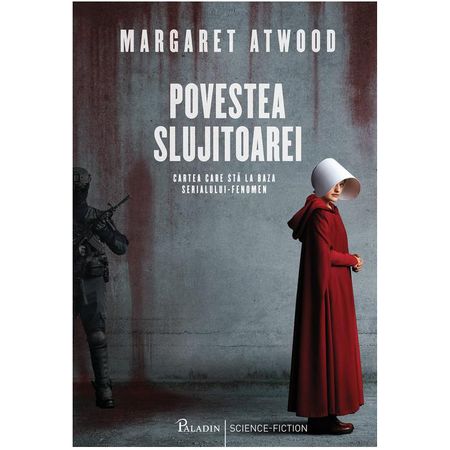 MARGARET ATWOOD
POVESTEA
SLUJITOAREI
CARTEA CARE STĂ LA BAZA
SERIALULUI-FENOMEN
PALADIN | SCIENCE-FICTION